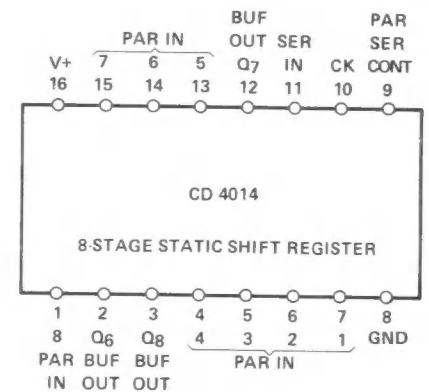 BUF PAR
PAR IN OUT SER SER
V+ 7 6 5 Q7 IN CK CONT
16 15 14 13 12 11 10 9
CD 4014
8-STAGE STATIC SHIFT REGISTER
1 2 3 4 5 6 7 8
8 Q6 Q8 4 3 2 1 GND
PAR BUF BUF PAR IN
IN OUT OUT